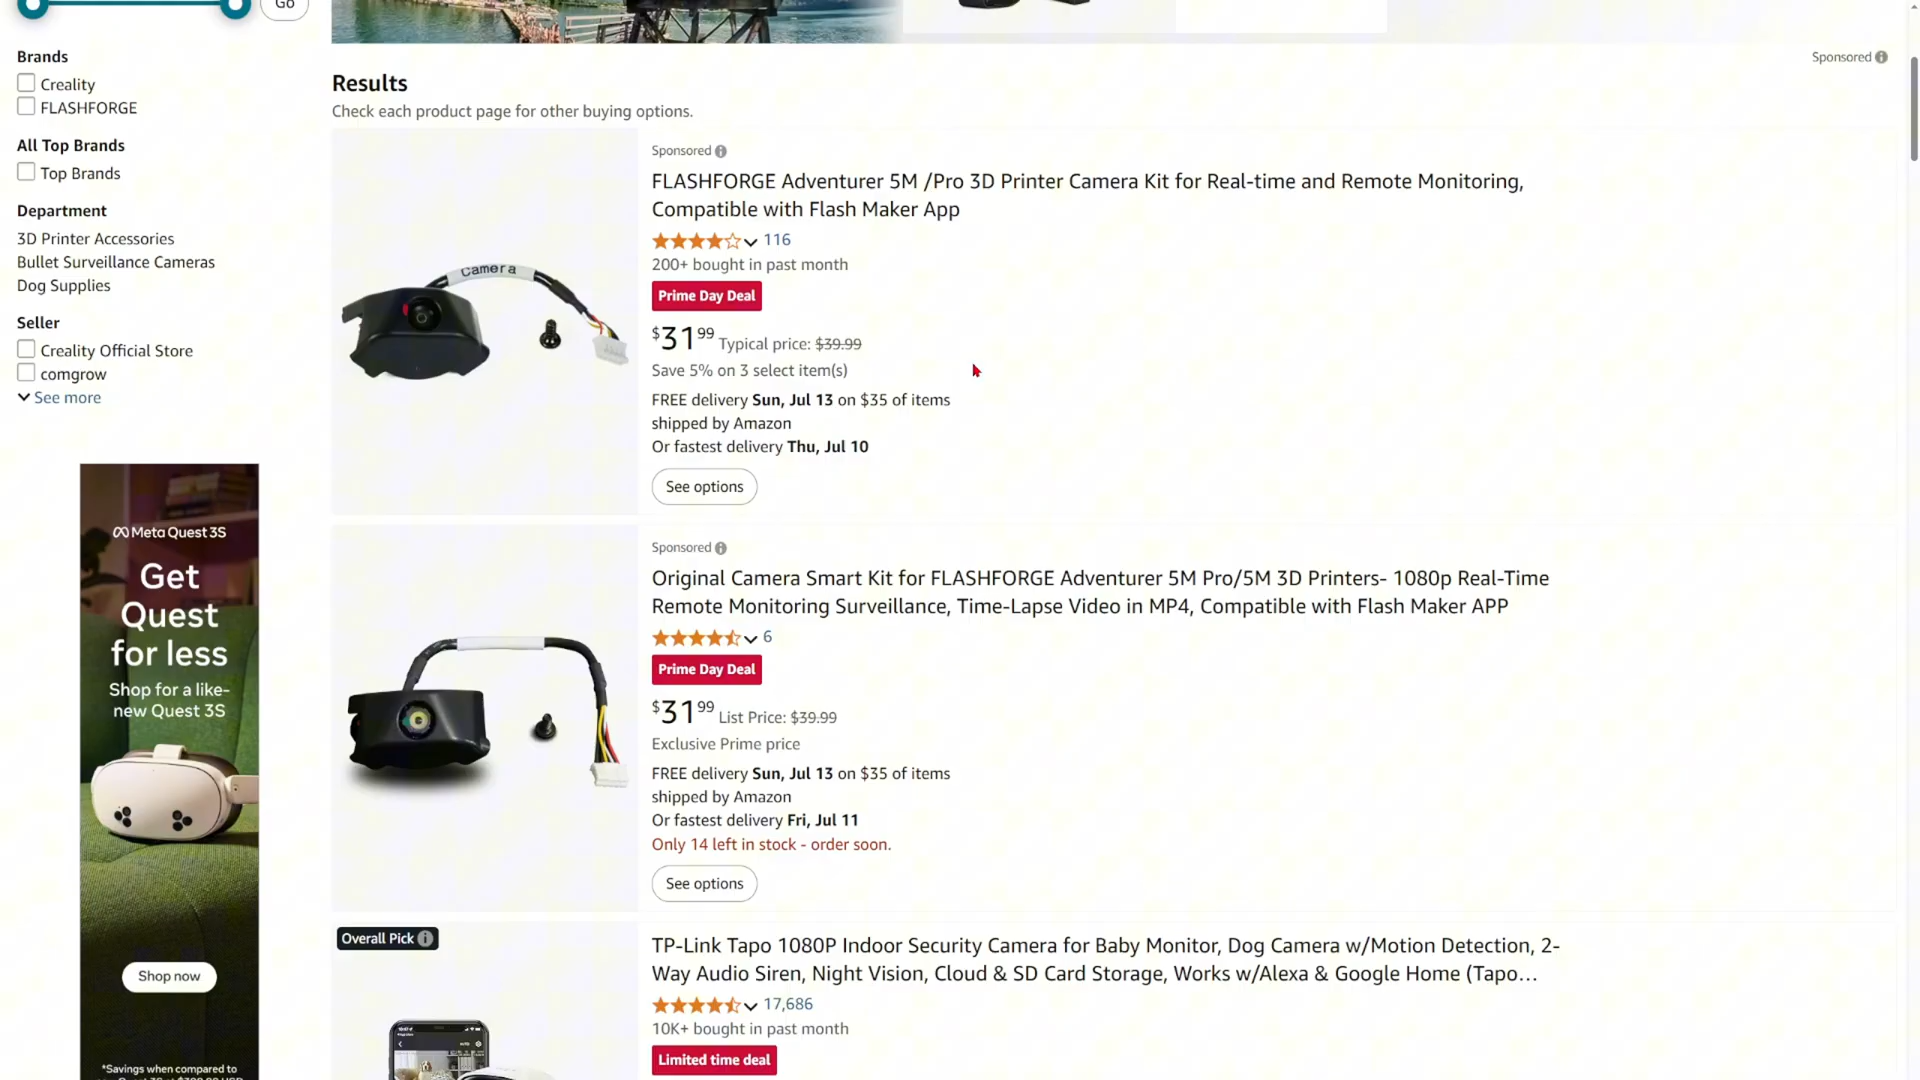 Go
Brands
Creality
FLASHFORGE
All Top Brands
Top Brands
Department
3D Printer Accessories
Bullet Surveillance Cameras
Dog Supplies
Seller
Creality Official Store
comgrow
See more
Meta Quest 3S
Get
Quest
for less
Shop for a like-
new Quest 3S
Shop now
*Savings when compared to
Sponsored
Results
Check each product page for other buying options.
Camera
Sponsored
FLASHFORGE Adventurer 5M /Pro 3D Printer Camera Kit for Real-time and Remote Monitoring,
Compatible with Flash Maker App
116
200+ bought in past month
Prime Day Deal
$31 99 Typical price: $39.99
Save 5% on 3 select item(s)
FREE delivery Sun, Jul 13 on $35 of items
shipped by Amazon
Or fastest delivery Thu, Jul 10
See options
Sponsored
Original Camera Smart Kit for FLASHFORGE Adventurer 5M Pro/5M 3D Printers- 1080p Real-Time
Remote Monitoring Surveillance, Time-Lapse Video in MP4, Compatible with Flash Maker APP
6
Prime Day Deal
$31 99 List Price: $39.99
Exclusive Prime price
FREE delivery Sun, Jul 13 on $35 of items
shipped by Amazon
Or fastest delivery Fri, Jul 11
Only 14 left in stock - order soon.
See options
Overall Pick
TP-Link Tapo 1080P Indoor Security Camera for Baby Monitor, Dog Camera w/Motion Detection, 2-
Way Audio Siren, Night Vision, Cloud & SD Card Storage, Works w/Alexa & Google Home (Tapo…
17,686
10K+ bought in past month
Limited time deal